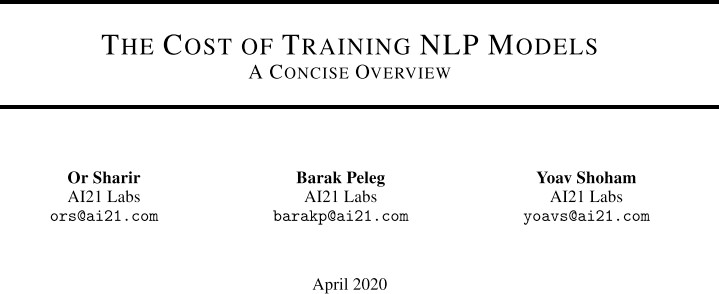 THE COST OF TRAINING NLP MODELS
A CONCISE OVERVIEW
Or Sharir Barak Peleg Yoav Shoham
AI21 Labs AI21 Labs AI21 Labs
ors@ai21.com barakp@ai21.com yoavs@ai21.com
April 2020